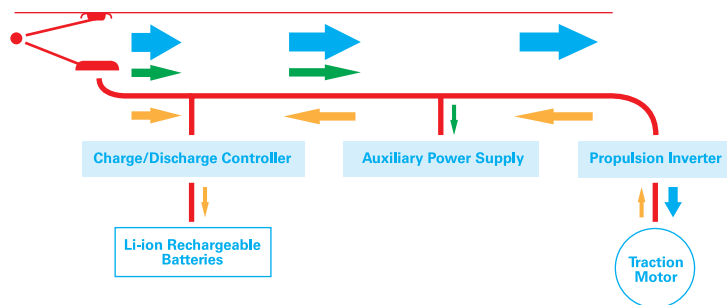 Charge/Discharge Controller
Auxiliary Power Supply
Propulsion Inverter
Li-ion Rechargeable
Batteries
Traction
Motor